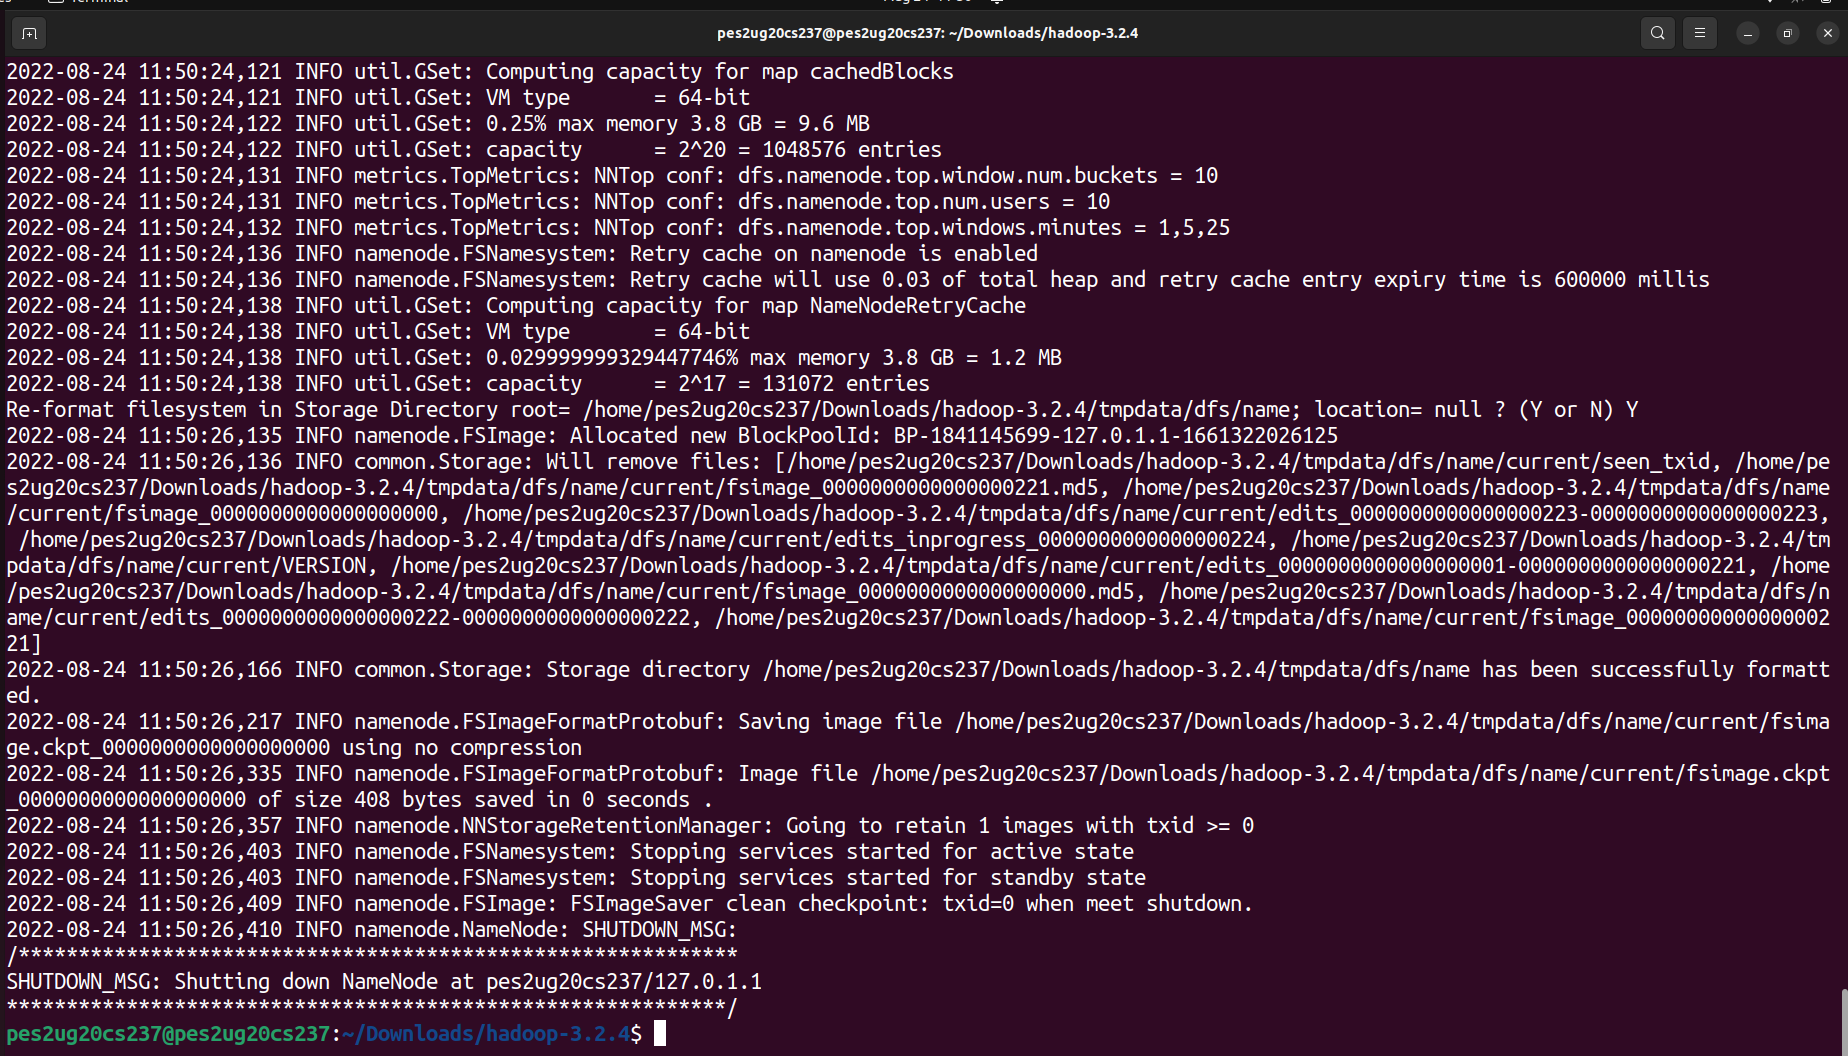 pes2ug20cs237@pes2ug20cs237: ~/Downloads/hadoop-3.2.4
2022-08-24 11:50:24,121 INFO util.GSet: Computing capacity for map cachedBlocks
2022-08-24 11:50:24,121 INFO util.GSet: VM type       = 64-bit
2022-08-24 11:50:24,122 INFO util.GSet: 0.25% max memory 3.8 GB = 9.6 MB
2022-08-24 11:50:24,122 INFO util.GSet: capacity      = 2^20 = 1048576 entries
2022-08-24 11:50:24,131 INFO metrics.TopMetrics: NNTop conf: dfs.namenode.top.window.num.buckets = 10
2022-08-24 11:50:24,131 INFO metrics.TopMetrics: NNTop conf: dfs.namenode.top.num.users = 10
2022-08-24 11:50:24,132 INFO metrics.TopMetrics: NNTop conf: dfs.namenode.top.windows.minutes = 1,5,25
2022-08-24 11:50:24,136 INFO namenode.FSNamesystem: Retry cache on namenode is enabled
2022-08-24 11:50:24,136 INFO namenode.FSNamesystem: Retry cache will use 0.03 of total heap and retry cache entry expiry time is 600000 millis
2022-08-24 11:50:24,138 INFO util.GSet: Computing capacity for map NameNodeRetryCache
2022-08-24 11:50:24,138 INFO util.GSet: VM type       = 64-bit
2022-08-24 11:50:24,138 INFO util.GSet: 0.029999999329447746% max memory 3.8 GB = 1.2 MB
2022-08-24 11:50:24,138 INFO util.GSet: capacity      = 2^17 = 131072 entries
Re-format filesystem in Storage Directory root= /home/pes2ug20cs237/Downloads/hadoop-3.2.4/tmpdata/dfs/name; location= null ? (Y or N) Y
2022-08-24 11:50:26,135 INFO namenode.FSImage: Allocated new BlockPoolId: BP-1841145699-127.0.1.1-1661322026125
2022-08-24 11:50:26,136 INFO common.Storage: Will remove files: [/home/pes2ug20cs237/Downloads/hadoop-3.2.4/tmpdata/dfs/name/current/seen_txid, /home/pe
s2ug20cs237/Downloads/hadoop-3.2.4/tmpdata/dfs/name/current/fsimage_0000000000000000221.md5, /home/pes2ug20cs237/Downloads/hadoop-3.2.4/tmpdata/dfs/name
/current/fsimage_0000000000000000000, /home/pes2ug20cs237/Downloads/hadoop-3.2.4/tmpdata/dfs/name/current/edits_0000000000000000223-0000000000000000223,
 /home/pes2ug20cs237/Downloads/hadoop-3.2.4/tmpdata/dfs/name/current/edits_inprogress_0000000000000000224, /home/pes2ug20cs237/Downloads/hadoop-3.2.4/tm
pdata/dfs/name/current/VERSION, /home/pes2ug20cs237/Downloads/hadoop-3.2.4/tmpdata/dfs/name/current/edits_0000000000000000001-0000000000000000221, /home
/pes2ug20cs237/Downloads/hadoop-3.2.4/tmpdata/dfs/name/current/fsimage_0000000000000000000.md5, /home/pes2ug20cs237/Downloads/hadoop-3.2.4/tmpdata/dfs/n
ame/current/edits_0000000000000000222-0000000000000000222, /home/pes2ug20cs237/Downloads/hadoop-3.2.4/tmpdata/dfs/name/current/fsimage_00000000000000002
21]
2022-08-24 11:50:26,166 INFO common.Storage: Storage directory /home/pes2ug20cs237/Downloads/hadoop-3.2.4/tmpdata/dfs/name has been successfully formatt
ed.
2022-08-24 11:50:26,217 INFO namenode.FSImageFormatProtobuf: Saving image file /home/pes2ug20cs237/Downloads/hadoop-3.2.4/tmpdata/dfs/name/current/fsima
ge.ckpt_0000000000000000000 using no compression
2022-08-24 11:50:26,335 INFO namenode.FSImageFormatProtobuf: Image file /home/pes2ug20cs237/Downloads/hadoop-3.2.4/tmpdata/dfs/name/current/fsimage.ckpt
_0000000000000000000 of size 408 bytes saved in 0 seconds .
2022-08-24 11:50:26,357 INFO namenode.NNStorageRetentionManager: Going to retain 1 images with txid >= 0
2022-08-24 11:50:26,403 INFO namenode.FSNamesystem: Stopping services started for active state
2022-08-24 11:50:26,403 INFO namenode.FSNamesystem: Stopping services started for standby state
2022-08-24 11:50:26,409 INFO namenode.FSImage: FSImageSaver clean checkpoint: txid=0 when meet shutdown.
2022-08-24 11:50:26,410 INFO namenode.NameNode: SHUTDOWN_MSG:
/************************************************************
SHUTDOWN_MSG: Shutting down NameNode at pes2ug20cs237/127.0.1.1
************************************************************/
pes2ug20cs237@pes2ug20cs237:~/Downloads/hadoop-3.2.4$